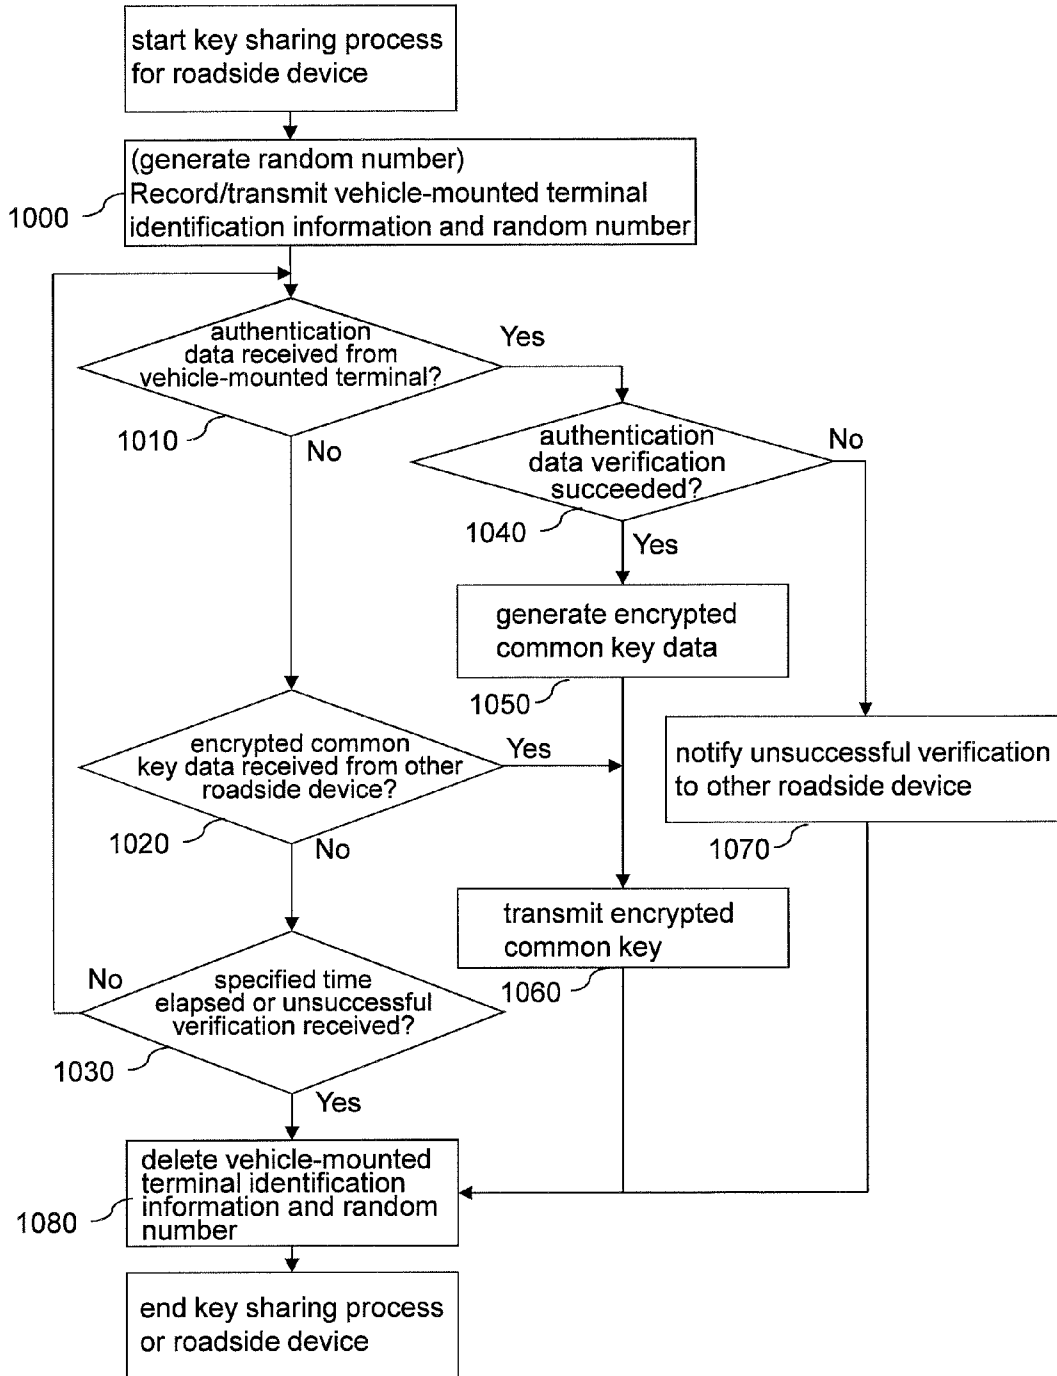 start key sharing process
for roadside device
(generate random number)
Record/transmit vehicle-mounted terminal
identification information and random number
1000
authentication
data received from
vehicle-mounted terminal?
Yes
1010
No
authentication
data verification
succeeded?
No
1040
Yes
generate encrypted
common key data
1050
encrypted common
key data received from other
roadside device?
Yes
1020
No
notify unsuccessful verification
to other roadside device
1070
transmit encrypted
common key
1060
No
specified time
elapsed or unsuccessful
verification received?
1030
Yes
delete vehicle-mounted
terminal identification
information and random
number
1080
end key sharing process
or roadside device